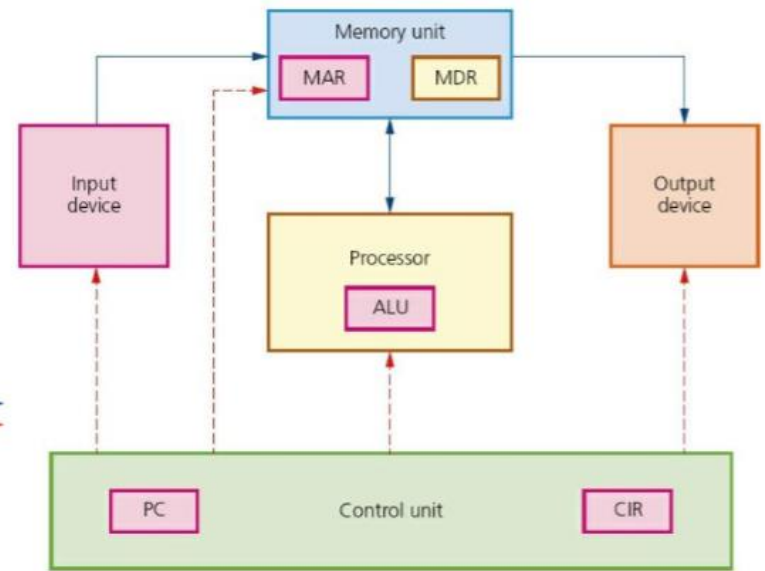 Memory unit
MAR
MDR
Input
device
Output
device
Processor
ALU
PC
Control unit
CIR